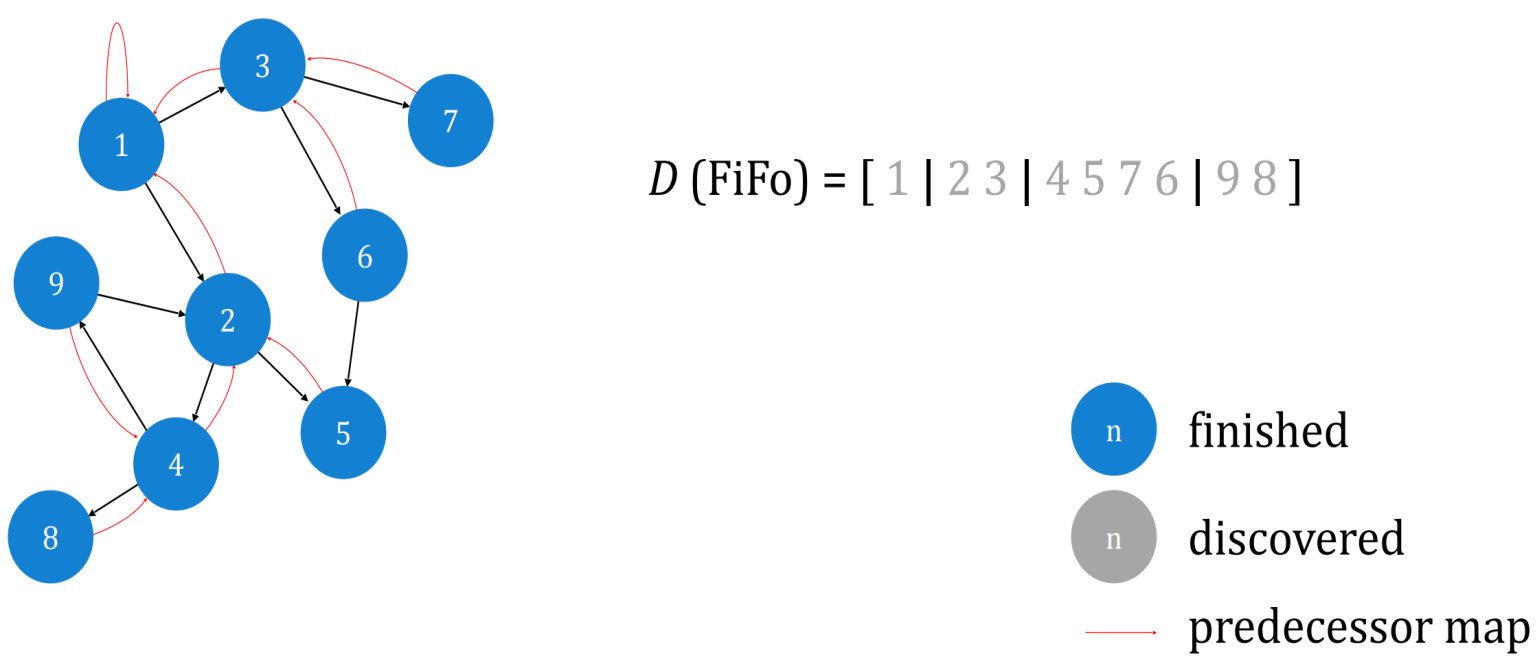 3
7
1
D (FiFo) = [ 1 | 2 3 | 4 5 7 6 | 9 8 ]
6
9
2
5
4
8
n finished
n discovered
predecessor map